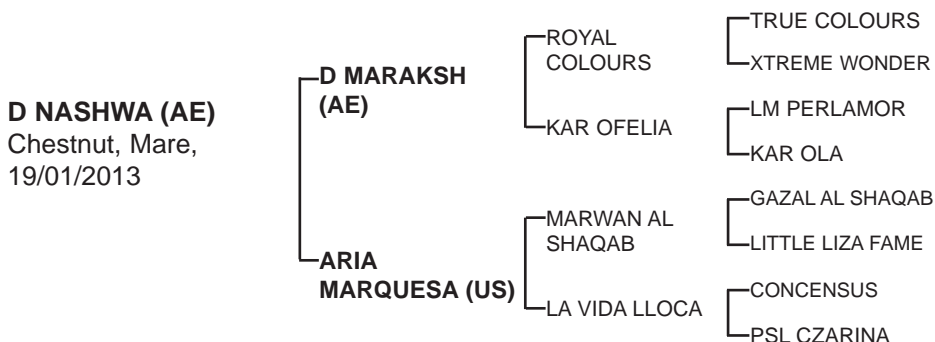 D NASHWA (AE)
Chestnut, Mare,
19/01/2013
D MARAKSH
(AE)
ARIA
MARQUESA (US)
ROYAL
COLOURS
KAR OFELIA
MARWAN AL
SHAQAB
LA VIDA LLOCA
TRUE COLOURS
XTREME WONDER
LM PERLAMOR
KAR OLA
GAZAL AL SHAQAB
LITTLE LIZA FAME
CONCENSUS
PSL CZARINA